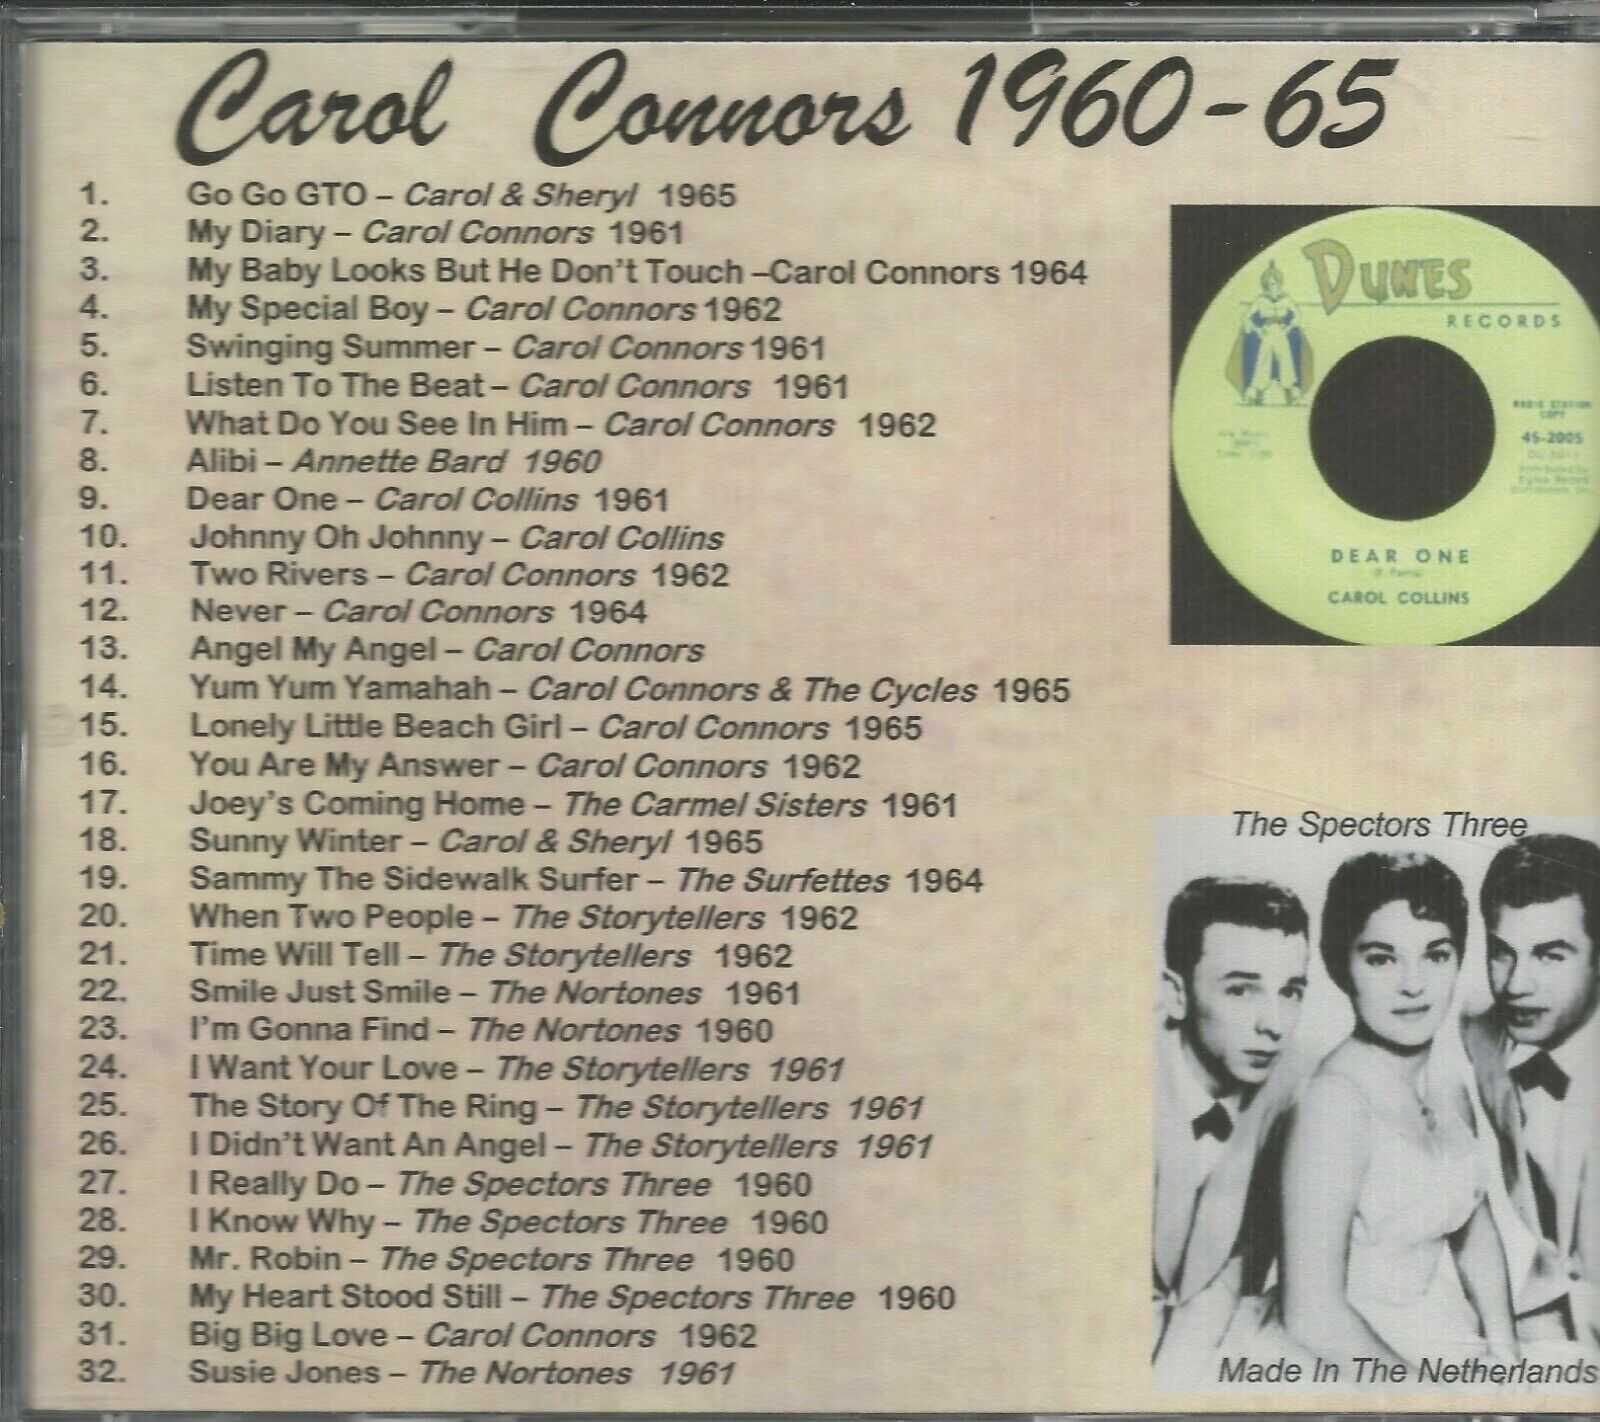 Carol Connors 1960-65
1. Go Go GTO – Carol & Sheryl 1965
2. My Diary – Carol Connors 1961
3. My Baby Looks But He Don't Touch –Carol Connors 1964
4. My Special Boy – Carol Connors 1962
5. Swinging Summer – Carol Connors 1961
6. Listen To The Beat – Carol Connors 1961
7. What Do You See In Him – Carol Connors 1962
8. Alibi – Annette Bard 1960
9. Dear One – Carol Collins 1961
10. Johnny Oh Johnny – Carol Collins
11. Two Rivers – Carol Connors 1962
12. Never – Carol Connors 1964
13. Angel My Angel – Carol Connors
14. Yum Yum Yamahah – Carol Connors & The Cycles 1965
15. Lonely Little Beach Girl – Carol Connors 1965
16. You Are My Answer – Carol Connors 1962
17. Joey's Coming Home – The Carmel Sisters 1961
18. Sunny Winter – Carol & Sheryl 1965
19. Sammy The Sidewalk Surfer – The Surfettes 1964
20. When Two People – The Storytellers 1962
21. Time Will Tell – The Storytellers 1962
22. Smile Just Smile – The Nortones 1961
23. I'm Gonna Find – The Nortones 1960
24. I Want Your Love – The Storytellers 1961
25. The Story Of The Ring – The Storytellers 1961
26. I Didn't Want An Angel – The Storytellers 1961
27. I Really Do – The Spectors Three 1960
28. I Know Why – The Spectors Three 1960
29. Mr. Robin – The Spectors Three 1960
30. My Heart Stood Still – The Spectors Three 1960
31. Big Big Love – Carol Connors 1962
32. Susie Jones – The Nortones 1961
DUNES
RECORDS
RADIO STATION
COPY
45-2005
DEAR ONE
CAROL COLLINS
The Spectors Three
Made In The Netherlands